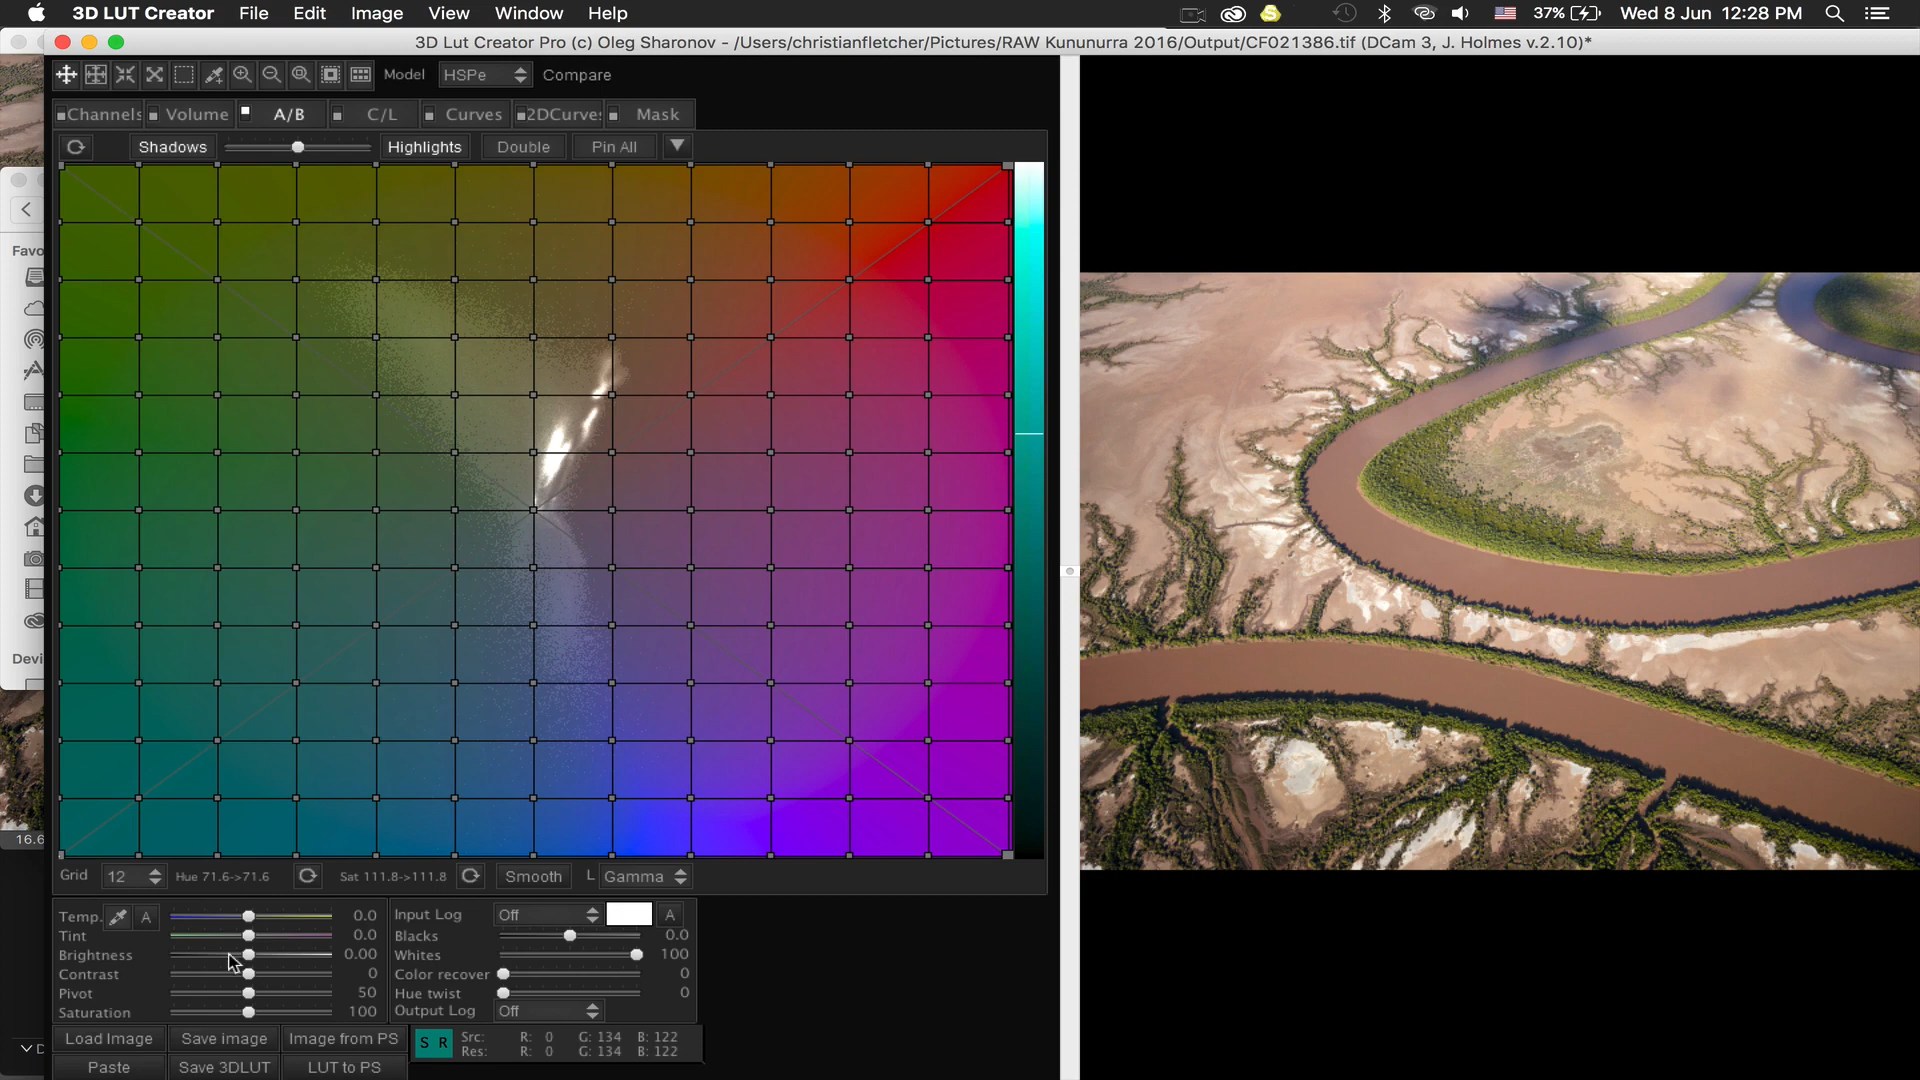 3D LUT Creator File Edit Image View Window Help 37% Wed 8 Jun 12:28 PM
3D Lut Creator Pro (c) Oleg Sharonov - /Users/christianfletcher/Pictures/RAW Kununurra 2016/Output/CF021386.tif (DCam 3, J. Holmes v.2.10)*
Model HSPe Compare
Channels Volume A/B C/L Curves 2DCurves Mask
Shadows Highlights Double Pin All
Favo
Devi
16.6
Grid 12 Hue 71.6->71.6 Sat 111.8->111.8 Smooth L Gamma
Temp. A 0.0 Input Log Off A
Tint 0.0 Blacks 0.0
Brightness 0.00 Whites 100
Contrast 0 Color recover 0
Pivot 50 Hue twist 0
Saturation 100 Output Log Off
Load Image Save image Image from PS S R Src: R: 0 G: 134 B: 122
Res: R: 0 G: 134 B: 122
Paste Save 3DLUT LUT to PS